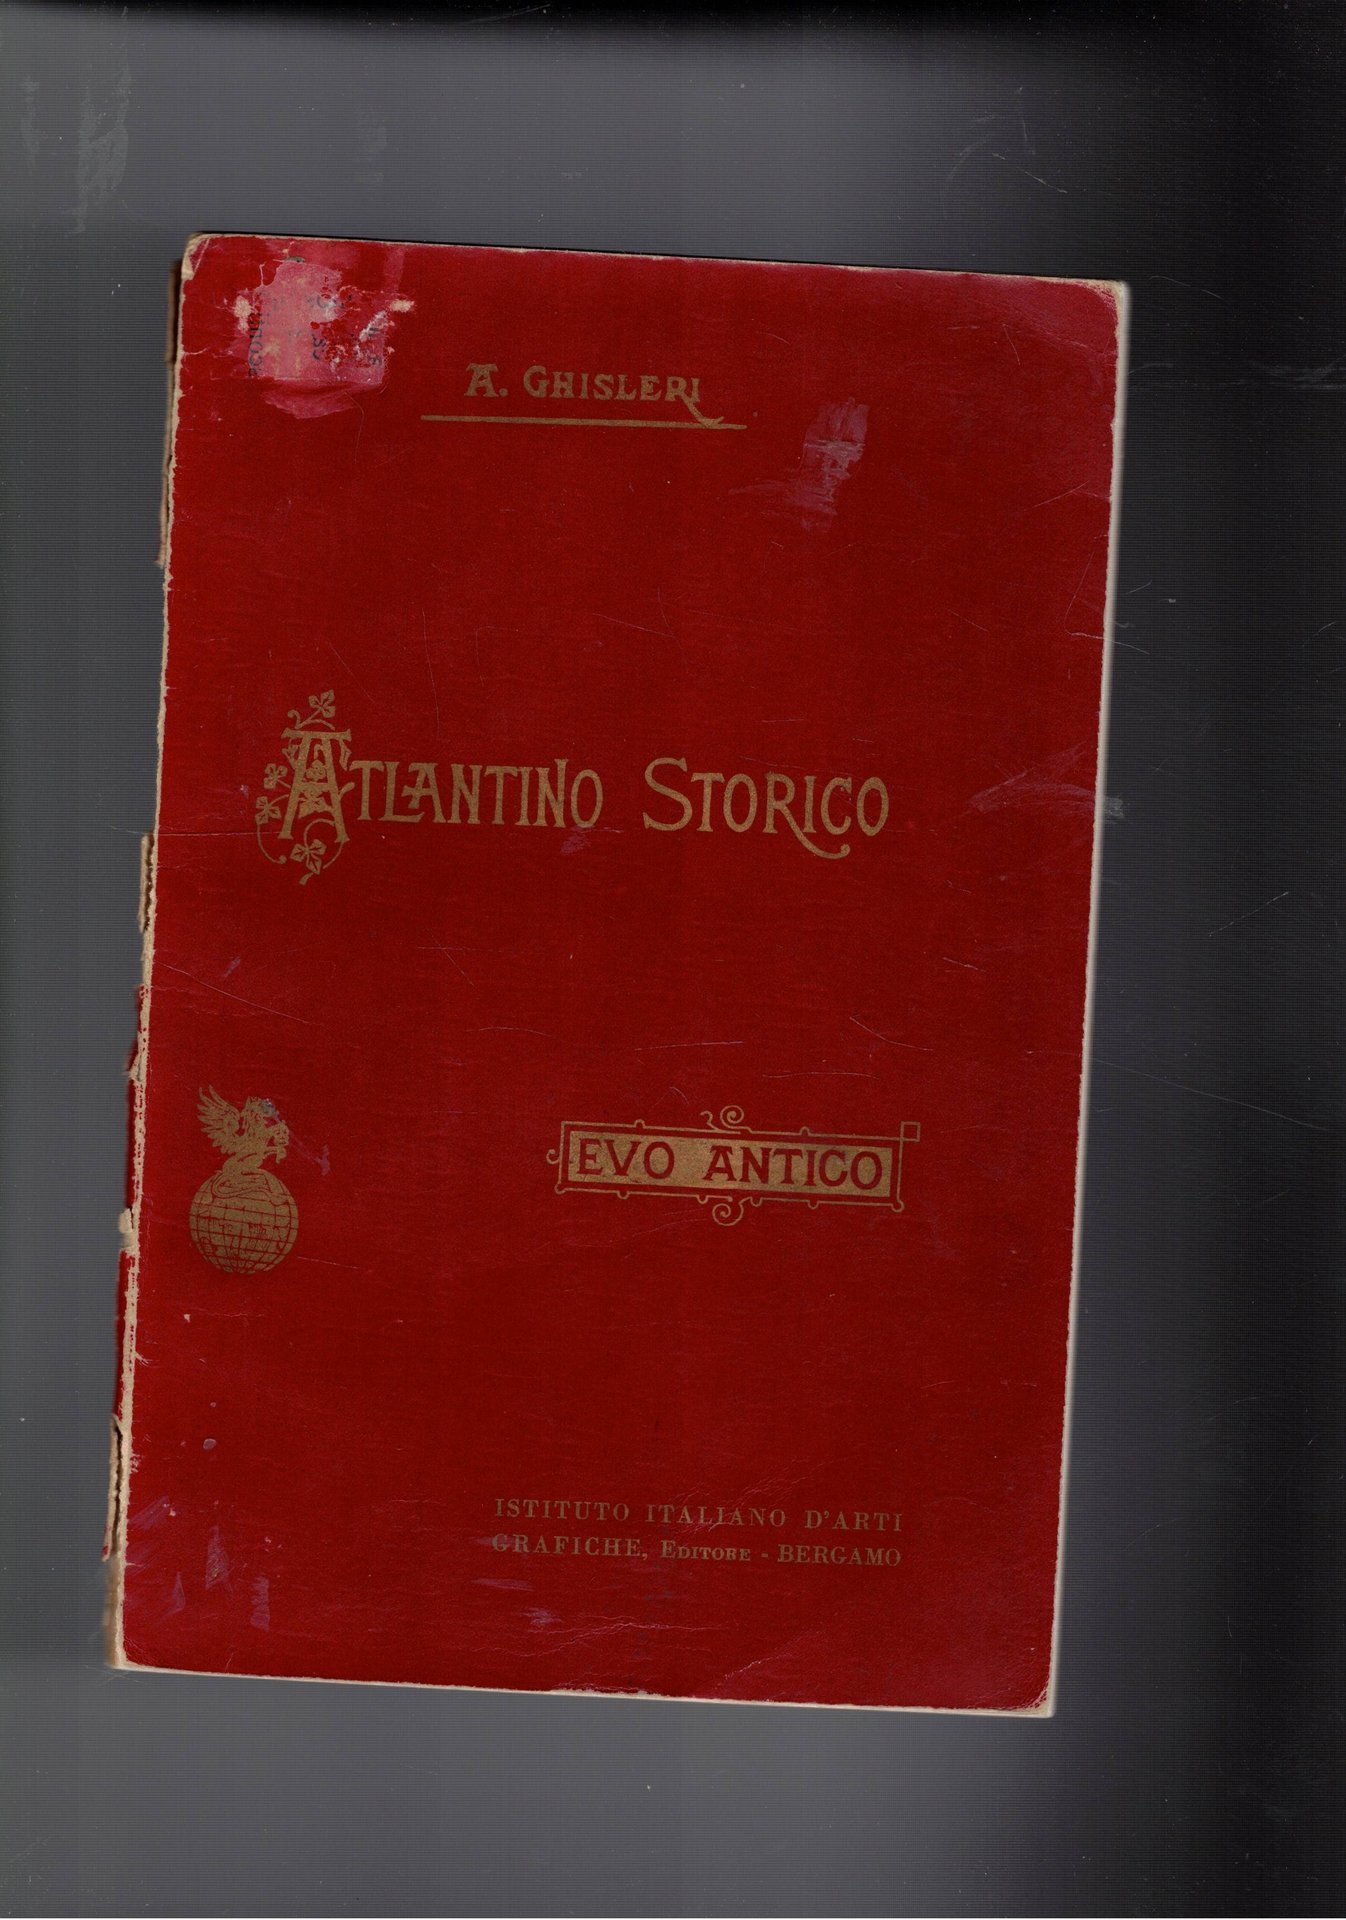 A. GHISLERI
ATLANTINO STORICO
EVO ANTICO
ISTITUTO ITALIANO D'ARTI
GRAFICHE, EDITORE - BERGAMO